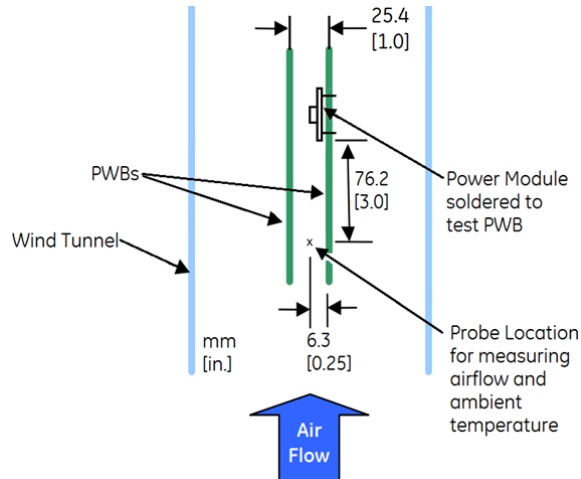 25.4
[1.0]
PWBs
76.2
[3.0]
Power Module
soldered to
test PWB
Wind Tunnel
x
mm
[in.]
6.3
[0.25]
Probe Location
for measuring
airflow and
ambient
temperature
Air
Flow